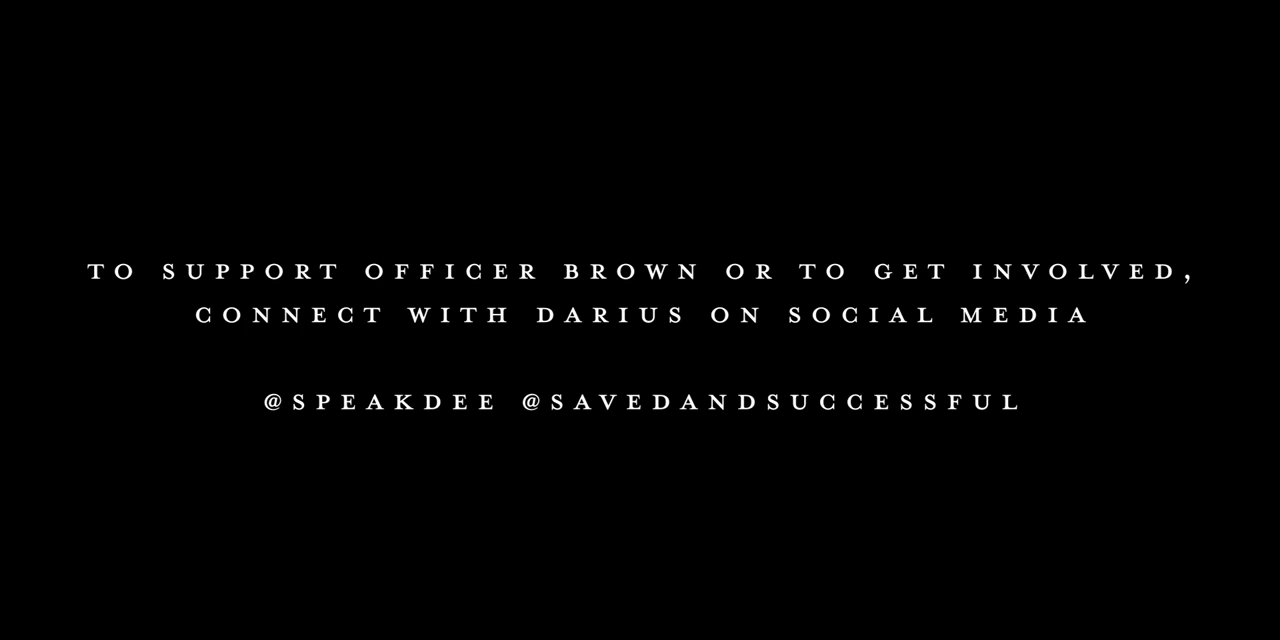 TO SUPPORT OFFICER BROWN OR TO GET INVOLVED,
CONNECT WITH DARIUS ON SOCIAL MEDIA
@SPEAKDEE @SAVEDANDSUCCESSFUL